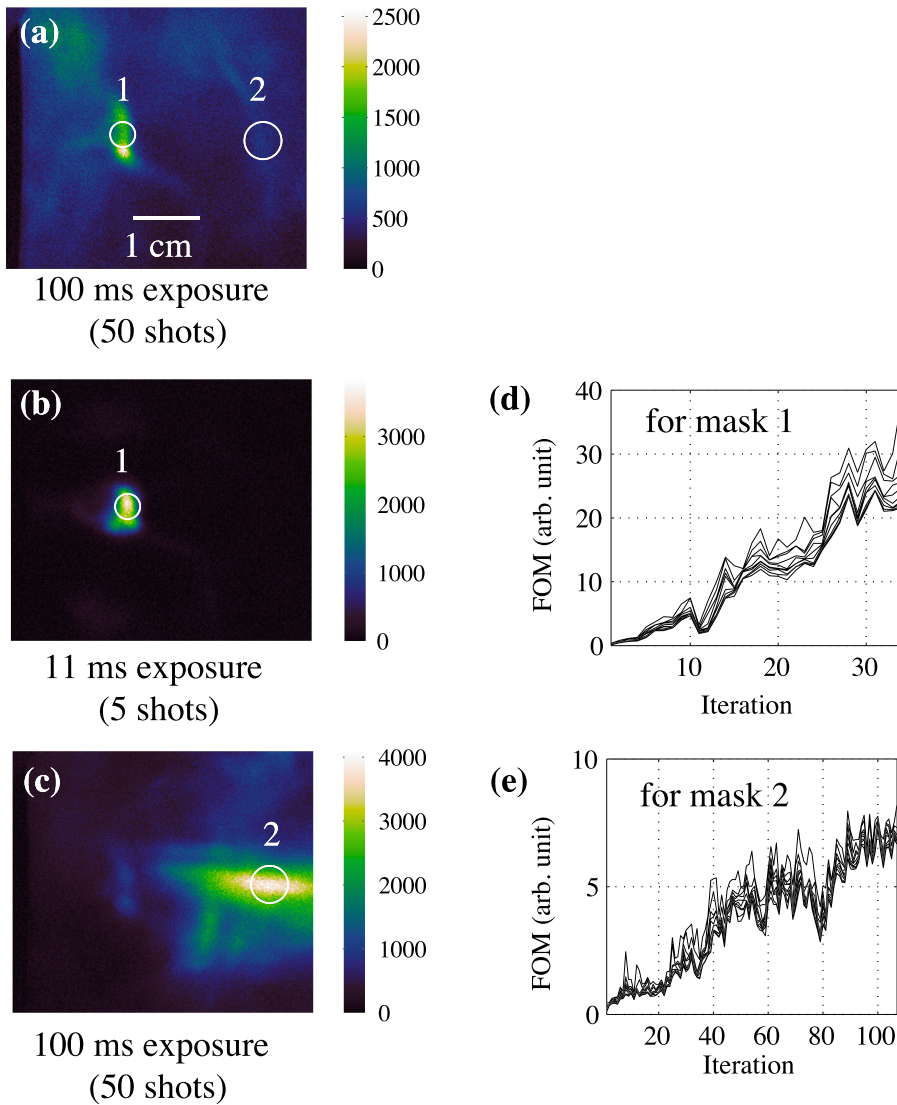 (a)
1
2
1 cm
2500
2000
1500
1000
500
0
100 ms exposure
(50 shots)
(b)
1
3000
2000
1000
0
11 ms exposure
(5 shots)
(c)
2
4000
3000
2000
1000
0
100 ms exposure
(50 shots)
(d)
for mask 1
FOM (arb. unit)
40
30
20
10
0
10 20 30
Iteration
(e)
for mask 2
FOM (arb. unit)
10
5
0
20 40 60 80 100
Iteration